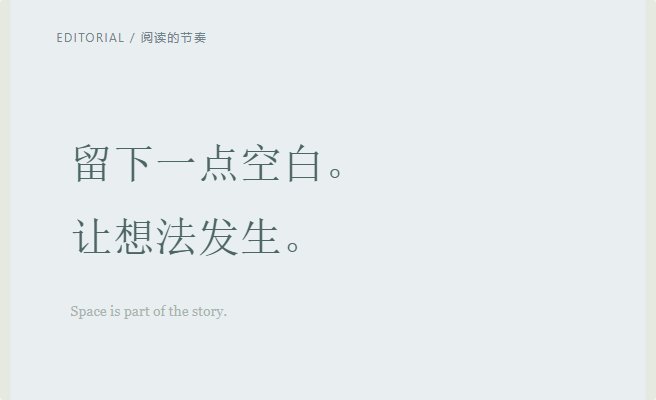 EDITORIAL / 阅读的节奏
留下一点空白。
让想法发生。
Space is part of the story.